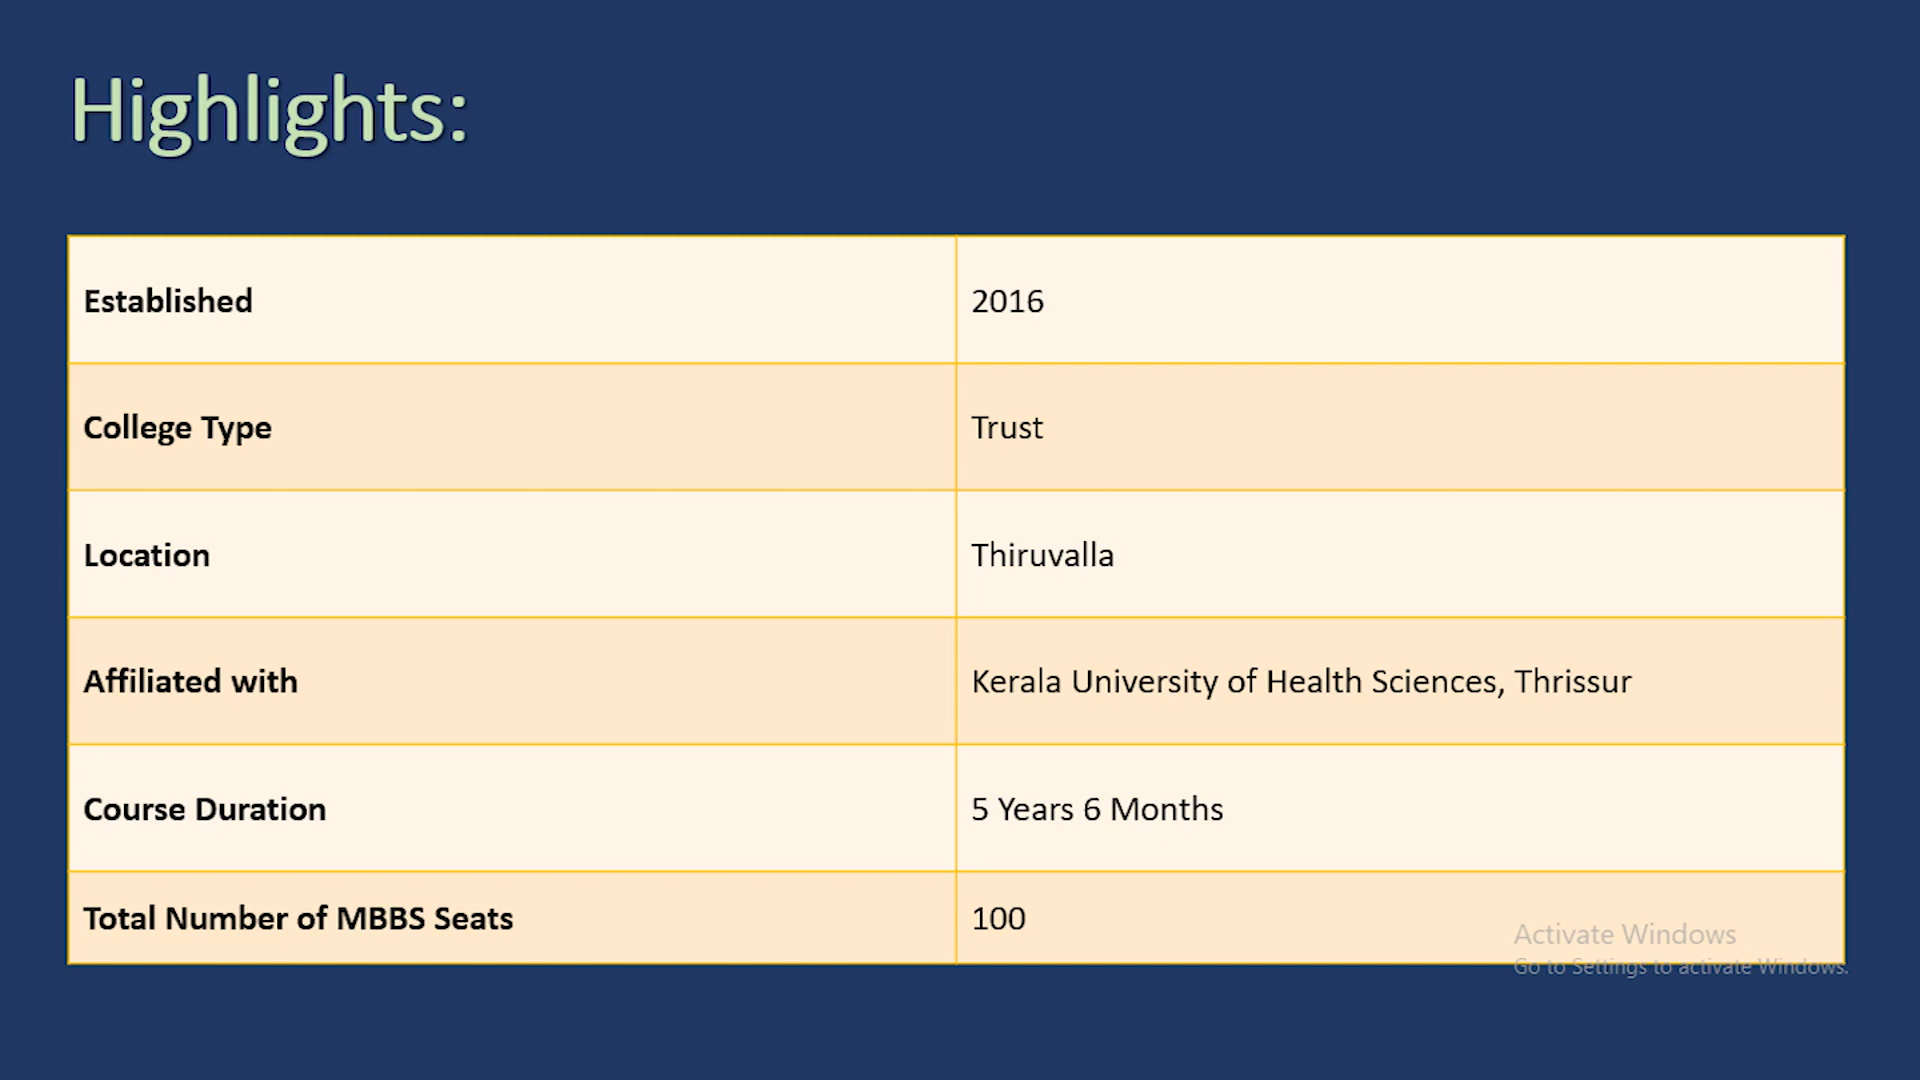 Highlights:
Established 2016
College Type Trust
Location Thiruvalla
Affiliated with Kerala University of Health Sciences, Thrissur
Course Duration 5 Years 6 Months
Total Number of MBBS Seats 100
Activate Windows
Go to Settings to activate Windows.